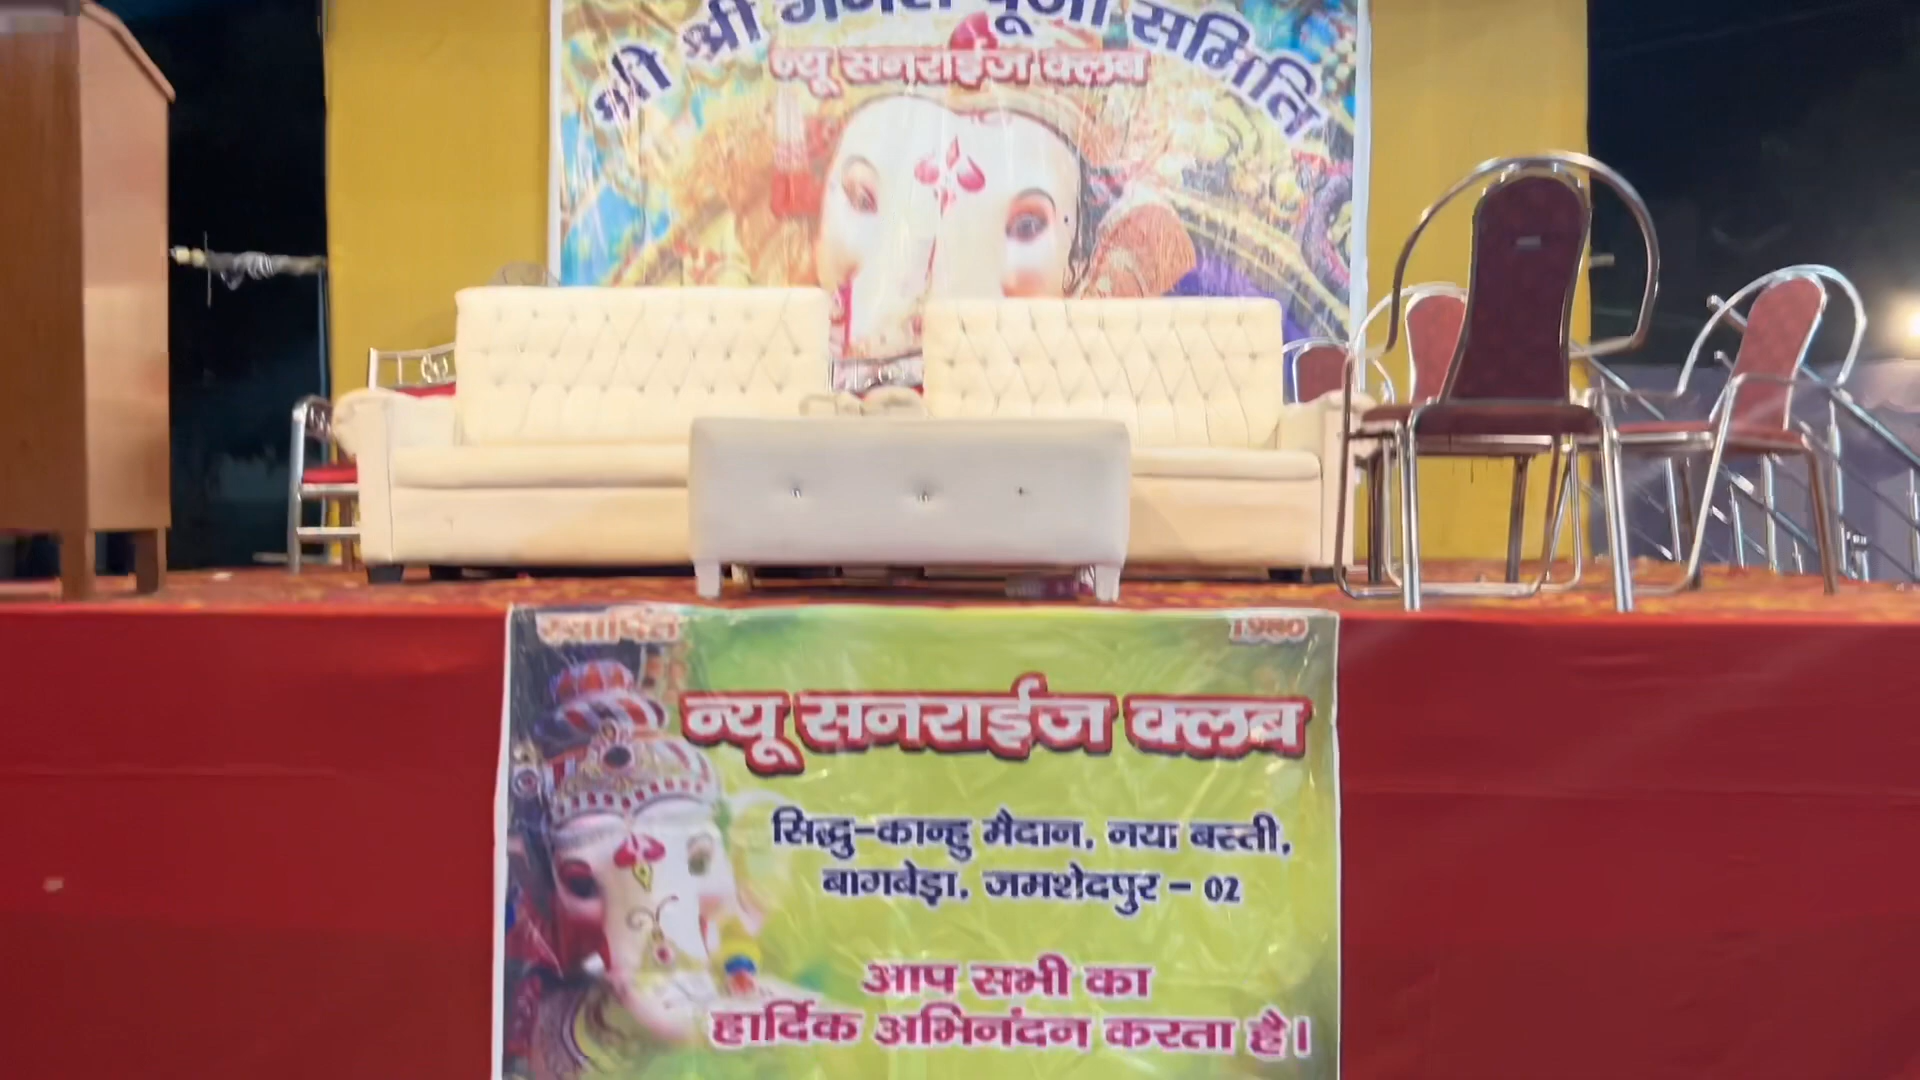 श्री श्री गणेश पूजा समिति
न्यू सनराईज क्लब
स्थापित 1980
न्यू सनराईज क्लब
सिद्धु-कान्हु मैदान, नया बस्ती,
बागबेड़ा, जमशेदपुर - 02
आप सभी का
हार्दिक अभिनंदन करता है।